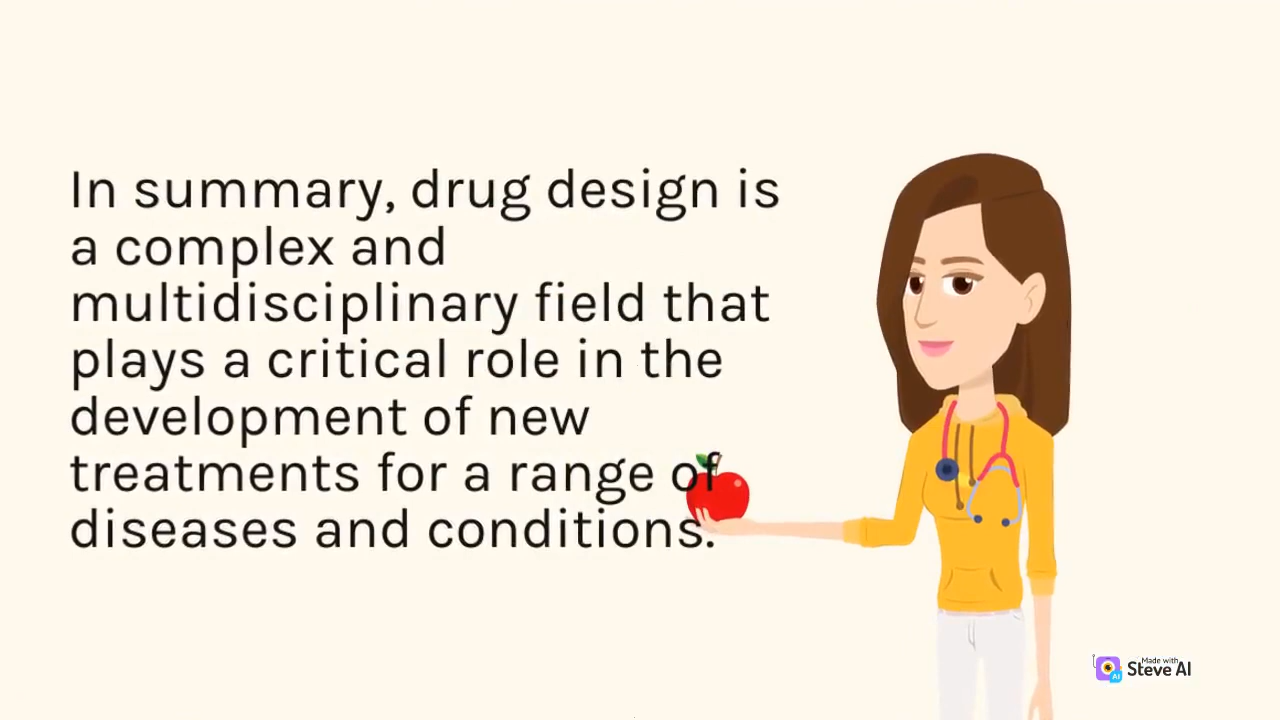 In summary, drug design is
a complex and
multidisciplinary field that
plays a critical role in the
development of new
treatments for a range of
diseases and conditions.
Made with
Steve AI
AI